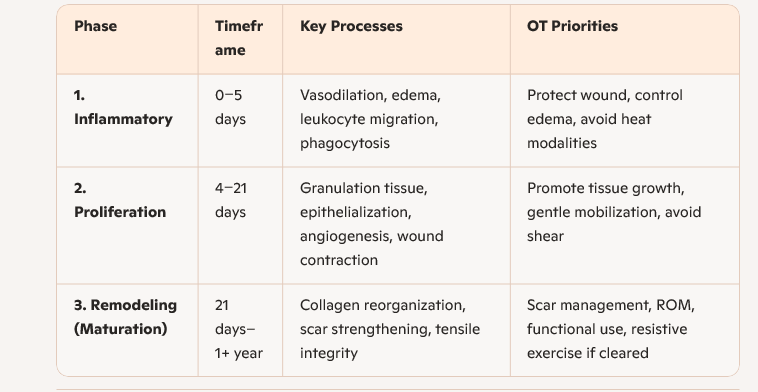 Phase
Timefr
ame
Key Processes
OT Priorities
1.
Inflammatory
0–5
days
Vasodilation, edema,
leukocyte migration,
phagocytosis
Protect wound, control
edema, avoid heat
modalities
2.
Proliferation
4–21
days
Granulation tissue,
epithelialization,
angiogenesis, wound
contraction
Promote tissue growth,
gentle mobilization, avoid
shear
3. Remodeling
(Maturation)
21
days–
1+ year
Collagen reorganization,
scar strengthening, tensile
integrity
Scar management, ROM,
functional use, resistive
exercise if cleared